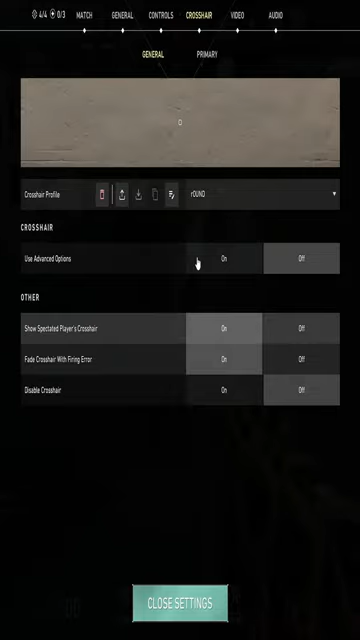 4/4 0/3 MATCH GENERAL CONTROLS CROSSHAIR VIDEO AUDIO
GENERAL PRIMARY
Crosshair Profile rOUND
CROSSHAIR
Use Advanced Options On Off
OTHER
Show Spectated Player's Crosshair On Off
Fade Crosshair With Firing Error On Off
Disable Crosshair On Off
CLOSE SETTINGS